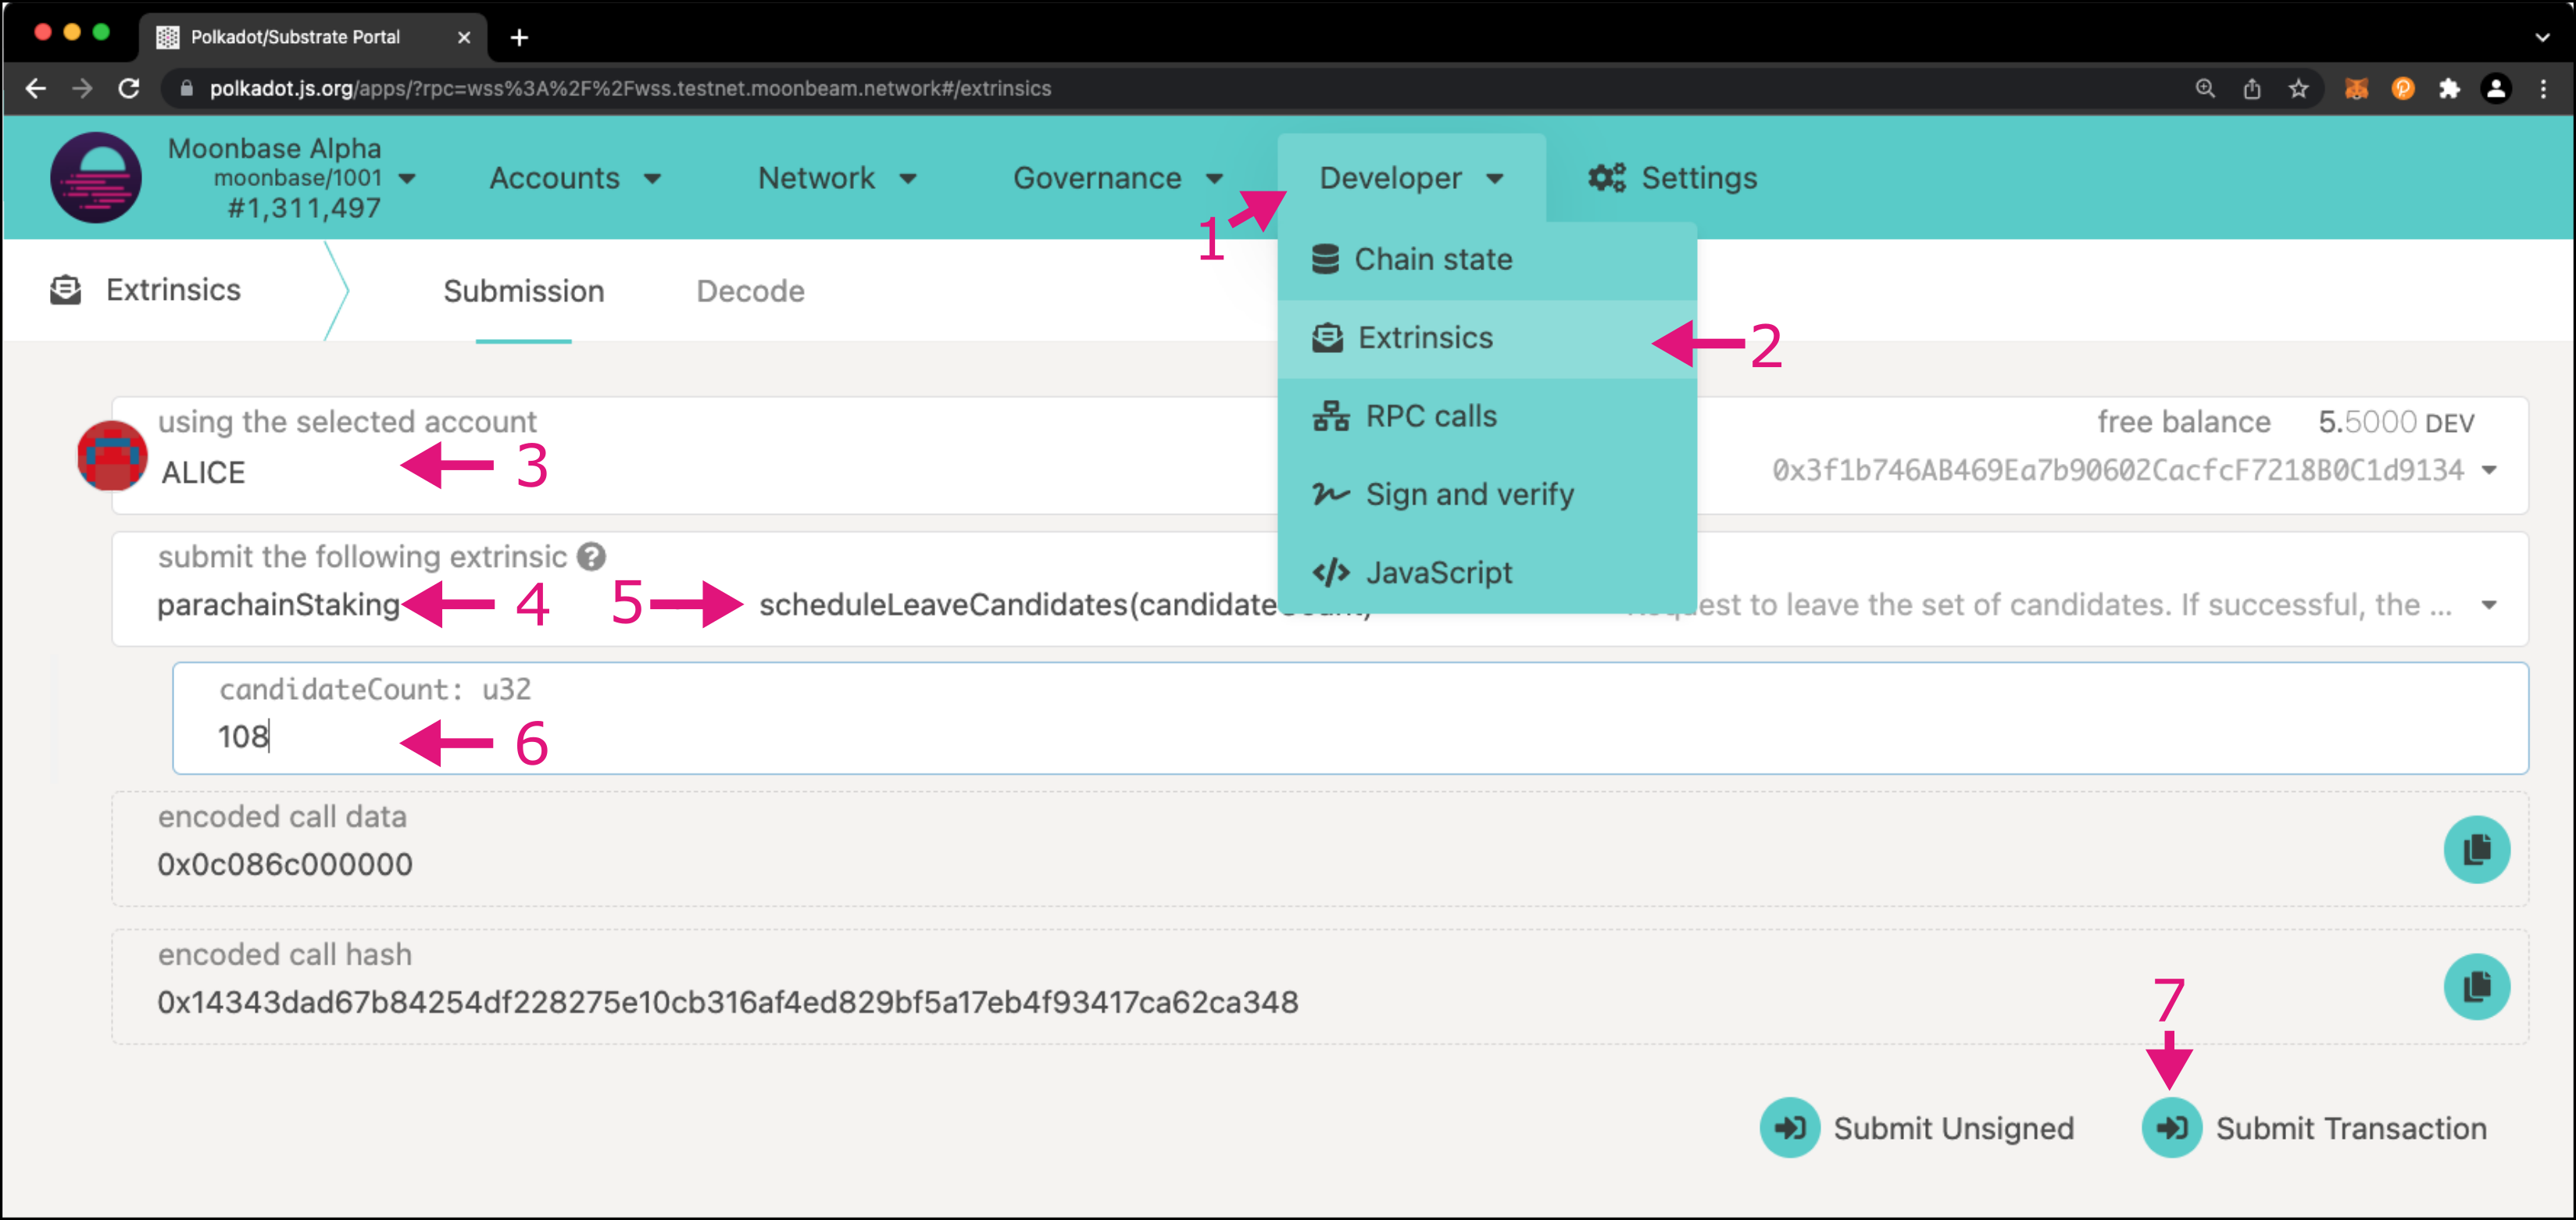 Polkadot/Substrate Portal
polkadot.js.org/apps/?rpc=wss%3A%2F%2Fwss.testnet.moonbeam.network#/extrinsics
Moonbase Alpha
moonbase/1001
#1,311,497
Accounts
Network
Governance
Developer
Settings
1
Chain state
Extrinsics
Submission
Decode
Extrinsics
2
RPC calls
Sign and verify
JavaScript
using the selected account
ALICE
3
free balance 5.5000 DEV
0x3f1b746AB469Ea7b90602CacfcF7218B0C1d9134
submit the following extrinsic ?
parachainStaking
4
5
scheduleLeaveCandidates(
to leave the set of candidates. If successful, the ...
candidateCount: u32
108
6
encoded call data
0x0c086c000000
encoded call hash
0x14343dad67b84254df228275e10cb316af4ed829bf5a17eb4f93417ca62ca348
7
Submit Unsigned
Submit Transaction